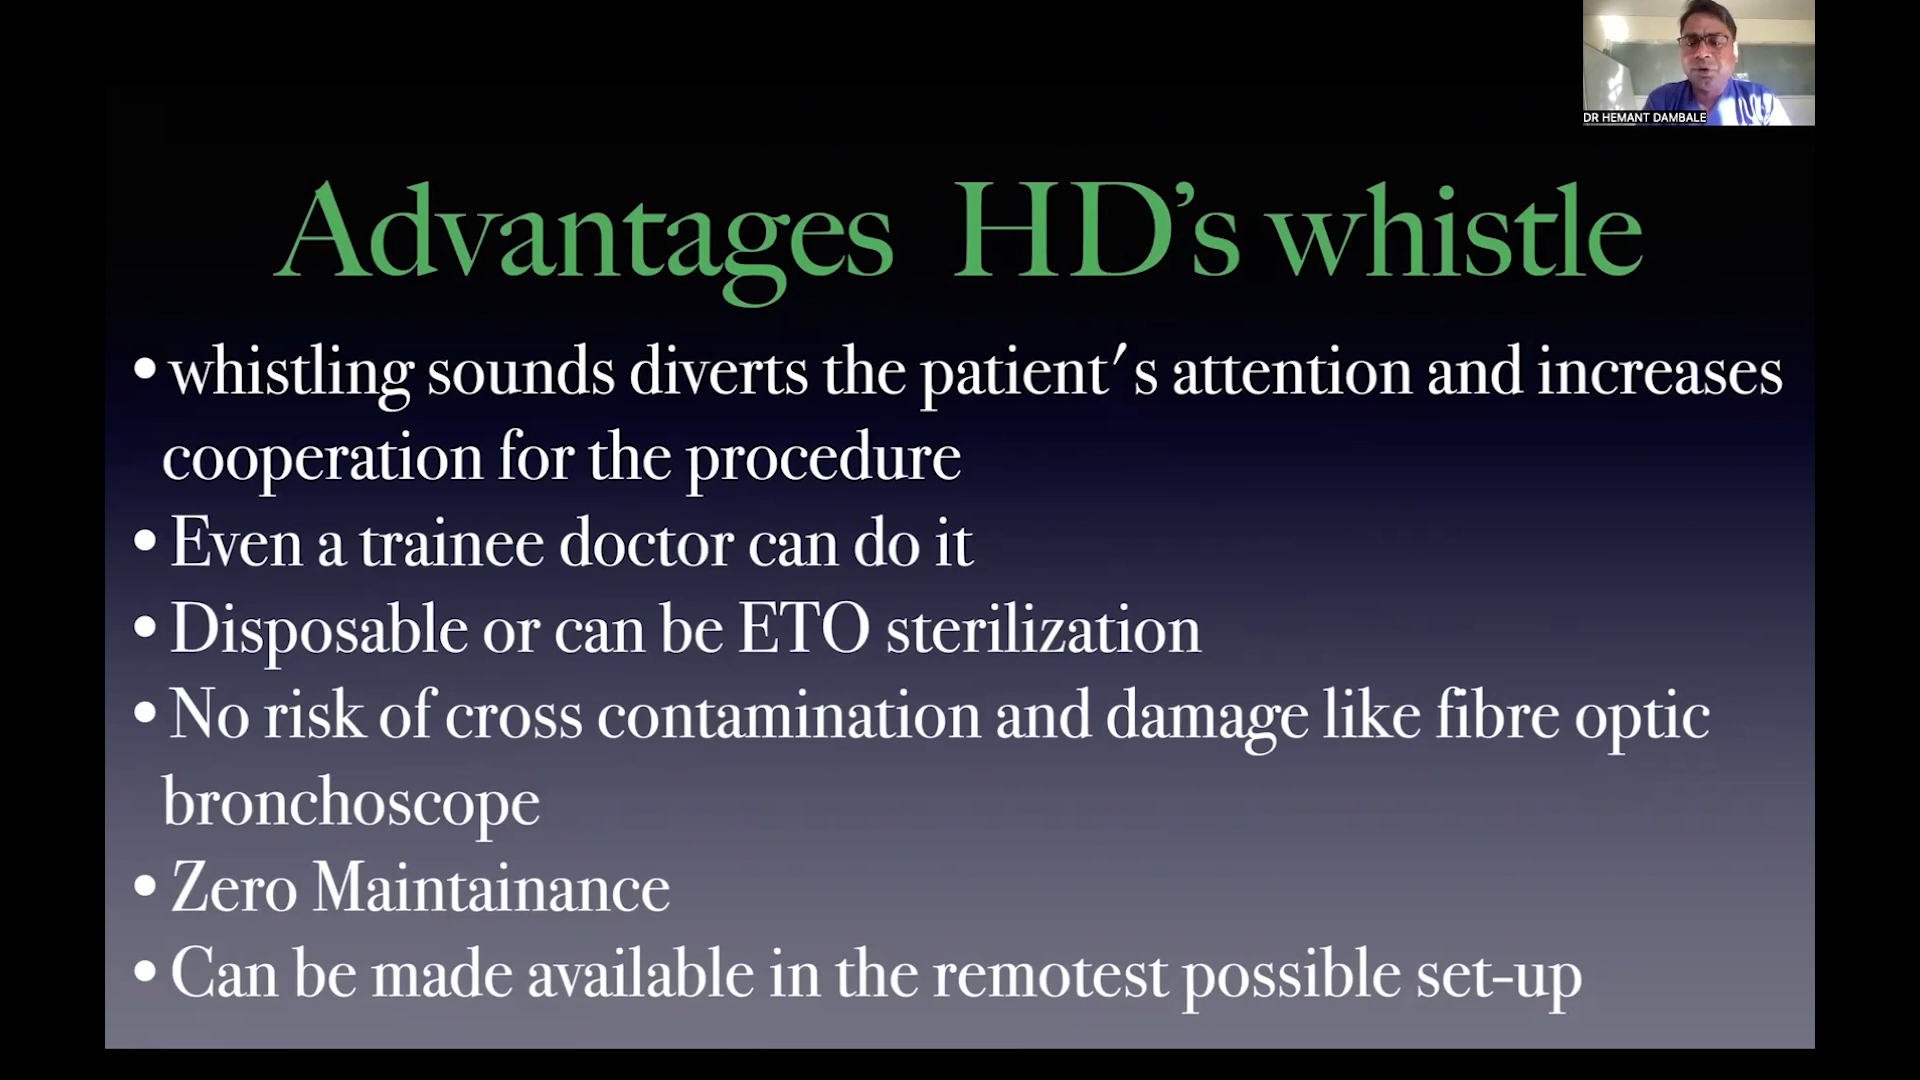 DR HEMANT DAMBALE
Advantages HD's whistle
• whistling sounds diverts the patient's attention and increases
cooperation for the procedure
• Even a trainee doctor can do it
• Disposable or can be ETO sterilization
• No risk of cross contamination and damage like fibre optic
bronchoscope
• Zero Maintainance
• Can be made available in the remotest possible set-up